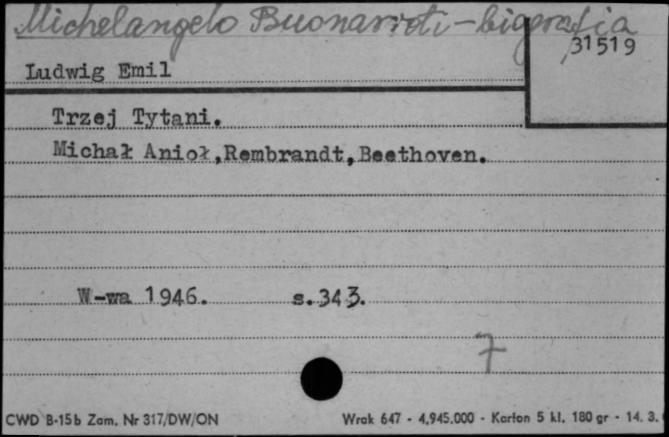 Michelangelo Buonarroti - bigorafia
31519
Ludwig Emil
Trzej Tytani.
Michał Anioł,Rembrandt,Beethoven.
W-wa 1946. s.343.
7
CWD B-15b Zam. Nr 317/DW/ON Wrak 647 - 4,945.000 - Karton 5 kl. 180 gr - 14. 3.